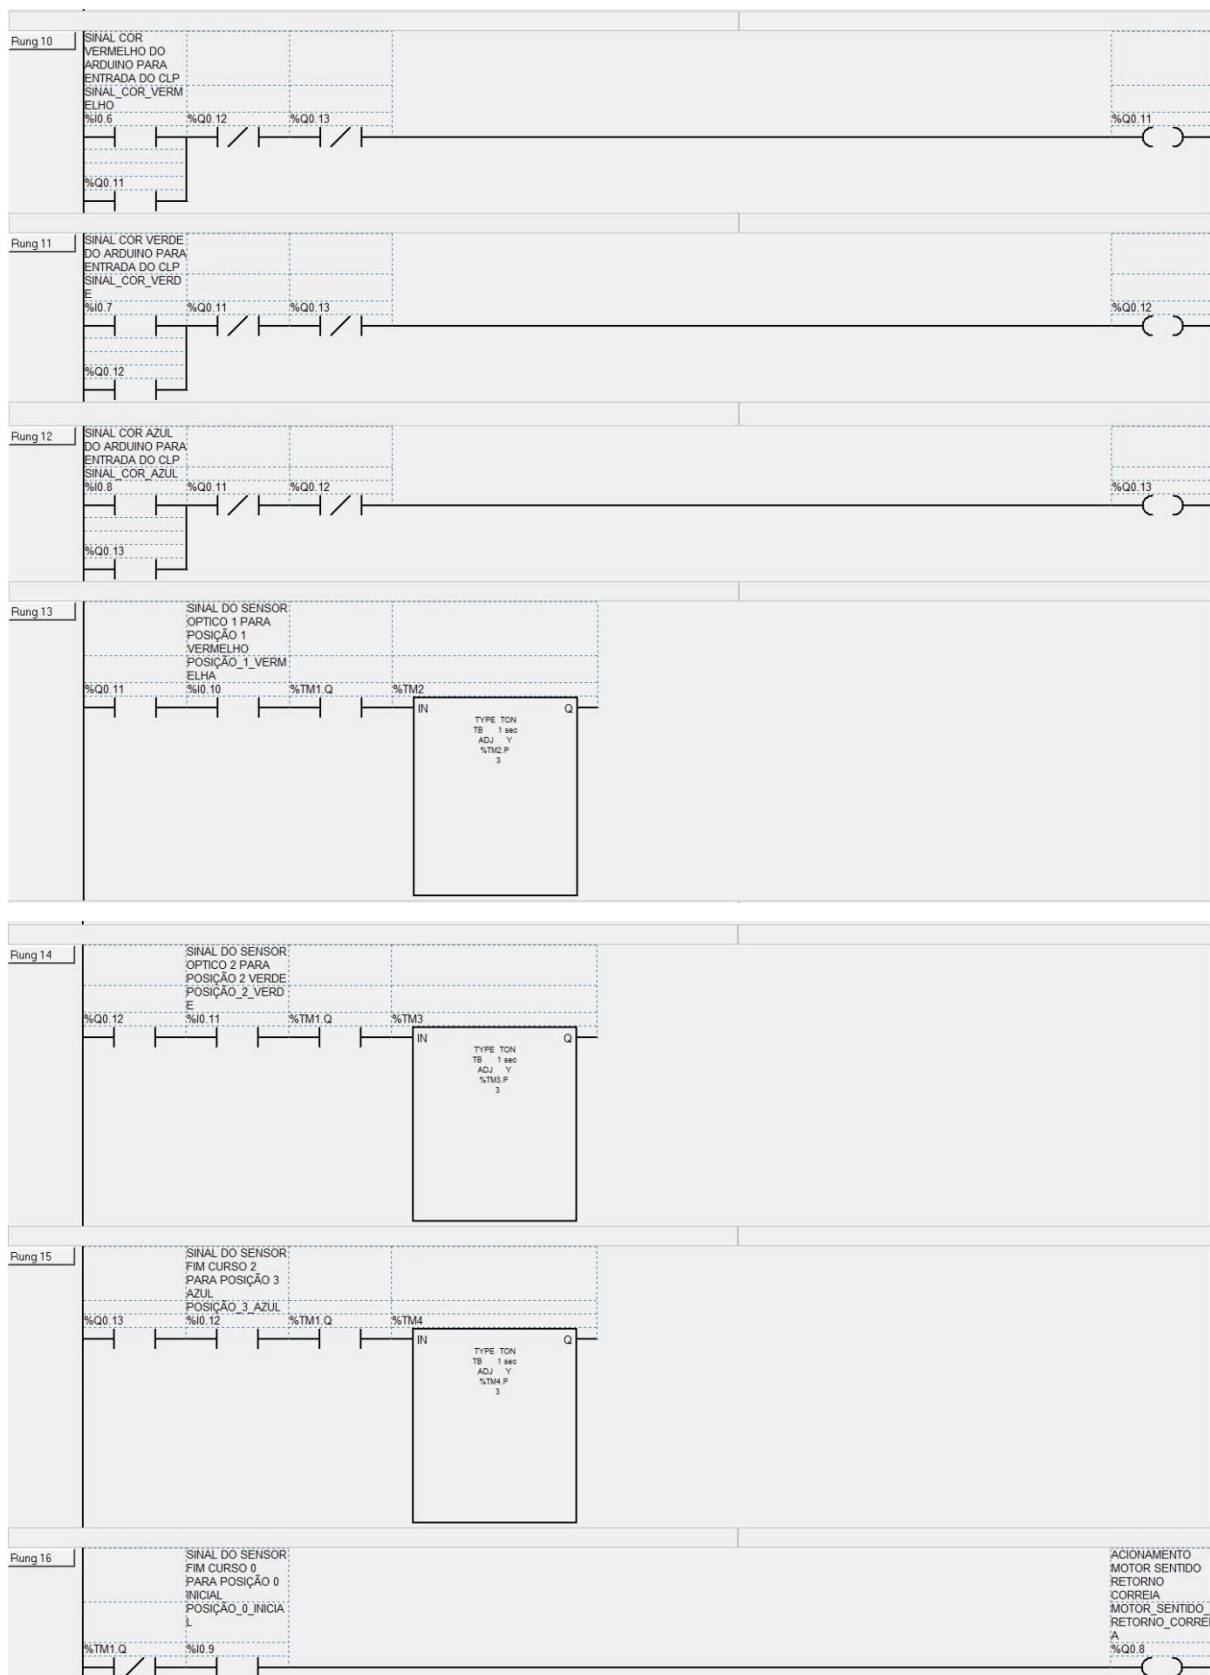 Rung 10
SINAL COR
VERMELHO DO
ARDUINO PARA
ENTRADA DO CLP
SINAL_COR_VERM
ELHO
%I0.6 %Q0.12 %Q0.13 %Q0.11
%Q0.11
Rung 11
SINAL COR VERDE
DO ARDUINO PARA
ENTRADA DO CLP
SINAL_COR_VERD
E
%I0.7 %Q0.11 %Q0.13 %Q0.12
%Q0.12
Rung 12
SINAL COR AZUL
DO ARDUINO PARA
ENTRADA DO CLP
SINAL_COR_AZUL
%I0.8 %Q0.11 %Q0.12 %Q0.13
%Q0.13
Rung 13
SINAL DO SENSOR
OPTICO 1 PARA
POSIÇÃO 1
VERMELHO
POSIÇÃO_1_VERM
ELHA
%Q0.11 %I0.10 %TM1.Q %TM2
IN Q
TYPE TON
TB 1 sec
ADJ Y
%TM2.P
3
Rung 14
SINAL DO SENSOR
OPTICO 2 PARA
POSIÇÃO 2 VERDE
POSIÇÃO_2_VERD
E
%Q0.12 %I0.11 %TM1.Q %TM3
IN Q
TYPE TON
TB 1 sec
ADJ Y
%TM3.P
3
Rung 15
SINAL DO SENSOR
FIM CURSO 2
PARA POSIÇÃO 3
AZUL
POSIÇÃO_3_AZUL
%Q0.13 %I0.12 %TM1.Q %TM4
IN Q
TYPE TON
TB 1 sec
ADJ Y
%TM4.P
3
Rung 16
SINAL DO SENSOR
FIM CURSO 0
PARA POSIÇÃO 0
INICIAL
POSIÇÃO_0_INICIA
L
ACIONAMENTO
MOTOR SENTIDO
RETORNO
CORREIA
MOTOR_SENTIDO_
RETORNO_CORREI
A
%TM1.Q %I0.9 %Q0.8